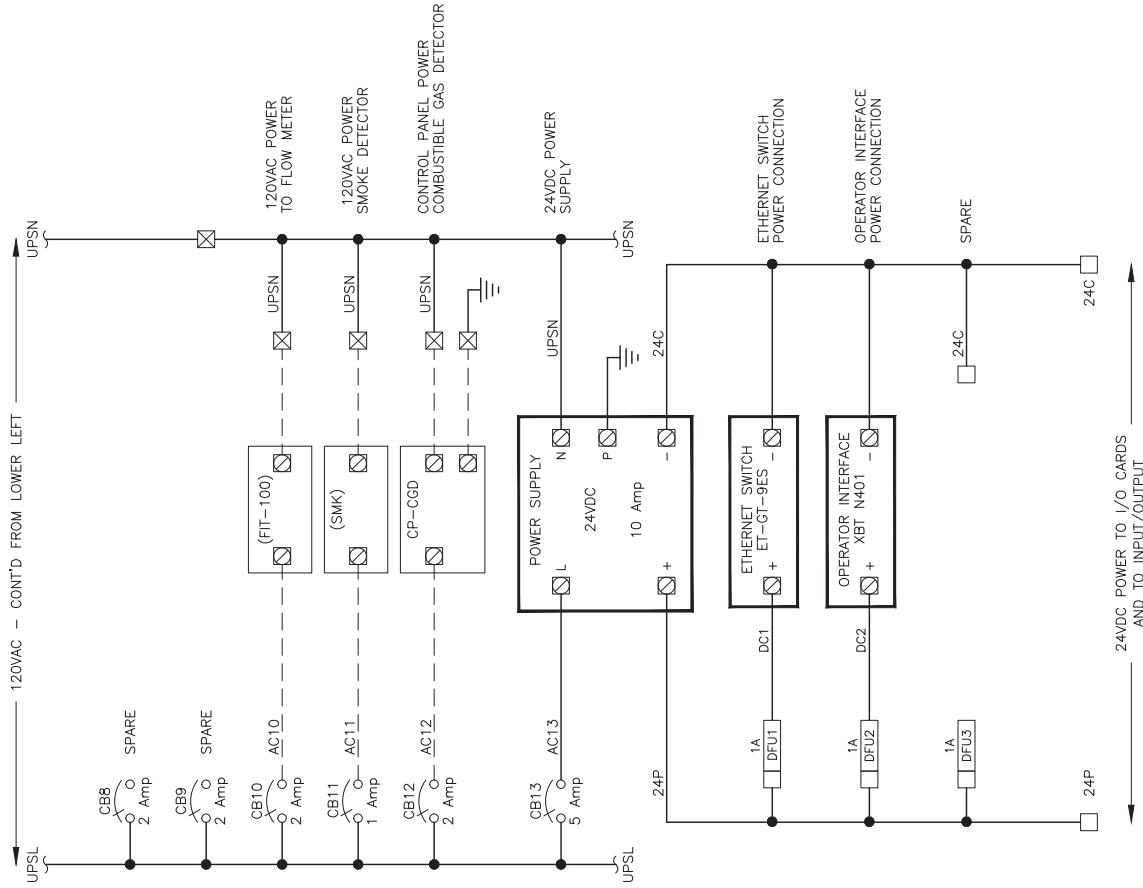 120VAC - CONT'D FROM LOWER LEFT
UPSL
UPSN
CB8
2 Amp
SPARE
CB9
2 Amp
SPARE
CB10
2 Amp
AC10
(FIT-100)
UPSN
120VAC POWER
TO FLOW METER
CB11
1 Amp
AC11
(SMK)
UPSN
120VAC POWER
SMOKE DETECTOR
CB12
2 Amp
AC12
CP-CGD
UPSN
CONTROL PANEL POWER
COMBUSTIBLE GAS DETECTOR
CB13
5 Amp
AC13
POWER SUPPLY
L
N
UPSN
24VDC POWER
SUPPLY
24VDC
P
10 Amp
UPSL
UPSN
24P
+
-
24C
1A
DFU1
DC1
+
ETHERNET SWITCH
ET-GT-9ES
-
ETHERNET SWITCH
POWER CONNECTION
1A
DFU2
DC2
+
OPERATOR INTERFACE
XBT N401
-
OPERATOR INTERFACE
POWER CONNECTION
1A
DFU3
24C
SPARE
24P
24C
24VDC POWER TO I/O CARDS
AND TO INPUT/OUTPUT